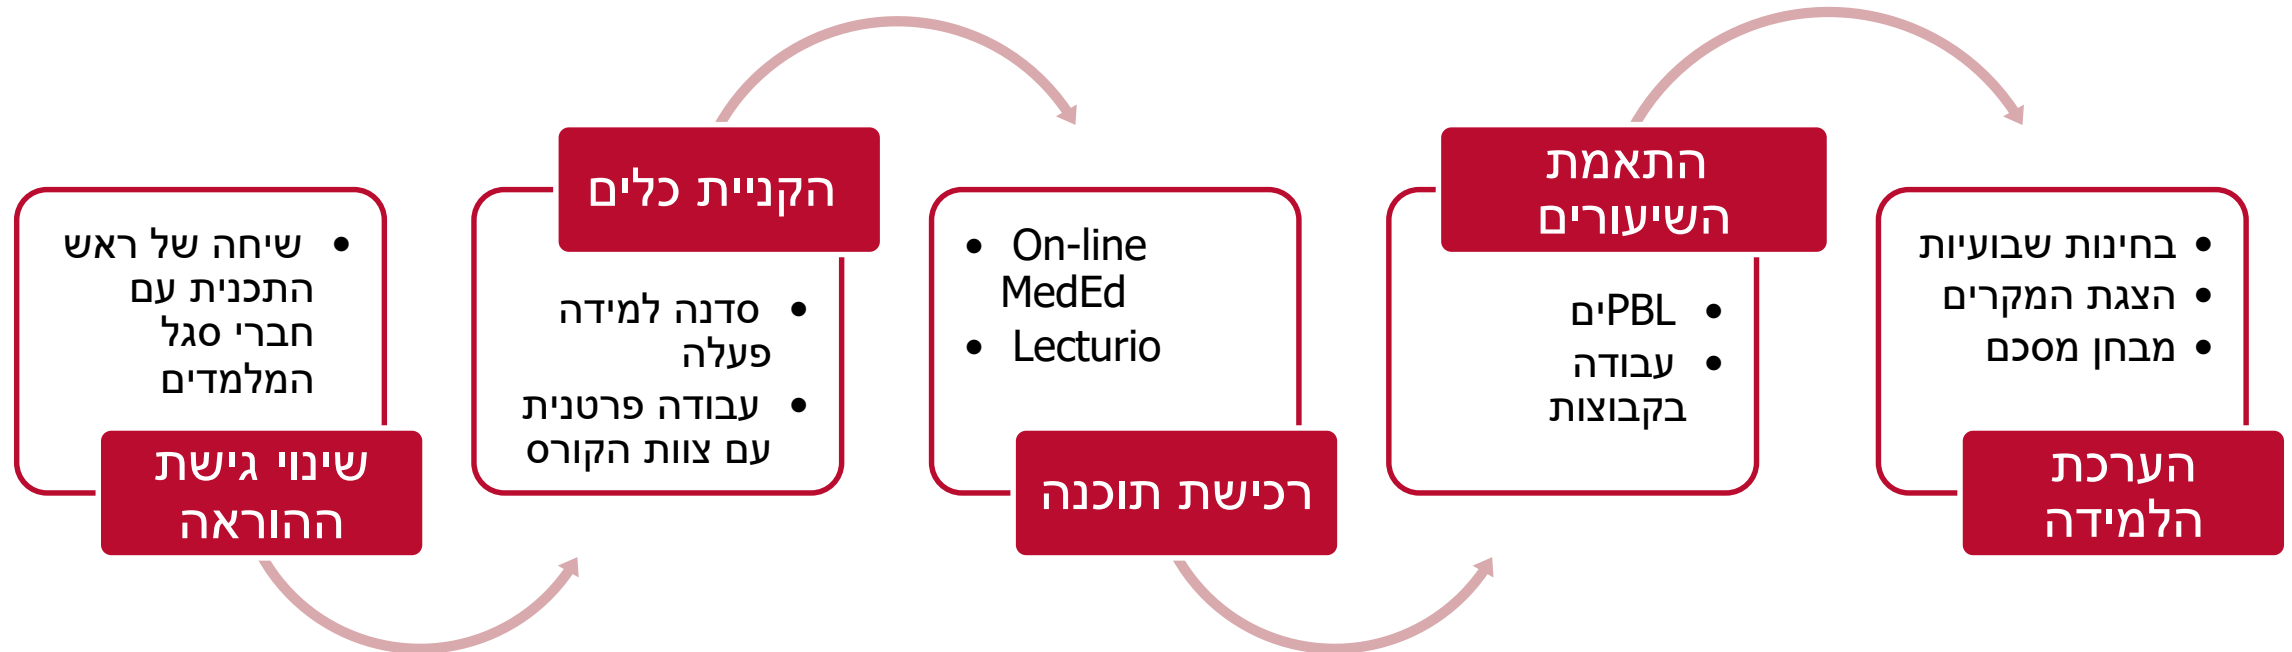 • שיחה של ראש
התכנית עם
חברי סגל
המלמדים
שינוי גישת
ההוראה
הקניית כלים
• סדנה למידה
פעלה
• עבודה פרטנית
עם צוות הקורס
• On-line
MedEd
• Lecturio
רכישת תוכנה
התאמת
השיעורים
• PBLים
• עבודה
בקבוצות
• בחינות שבועיות
• הצגת המקרים
• מבחן מסכם
הערכת
הלמידה